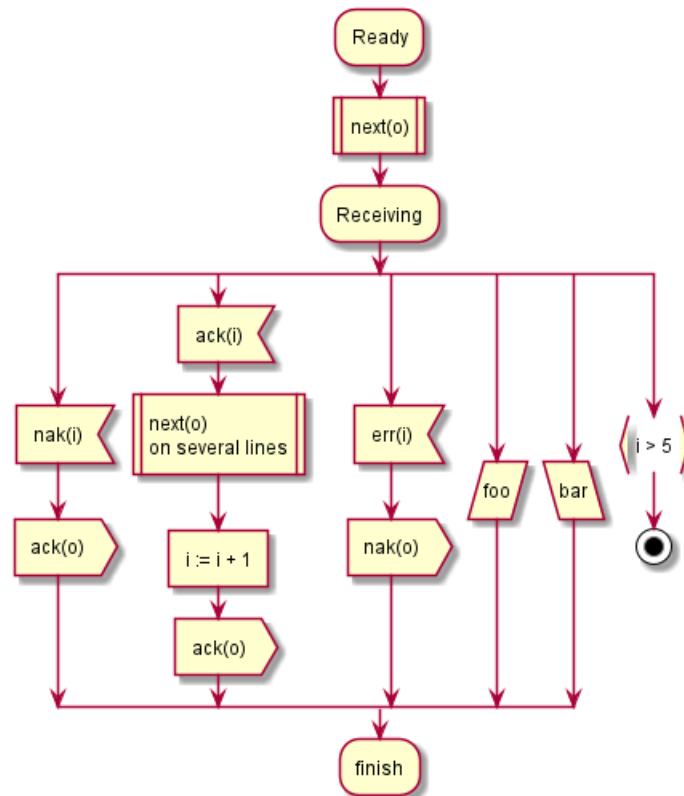 Ready
next(o)
Receiving
nak(i)
ack(o)
ack(i)
next(o)
on several lines
i := i + 1
ack(o)
err(i)
nak(o)
foo
bar
i > 5
finish